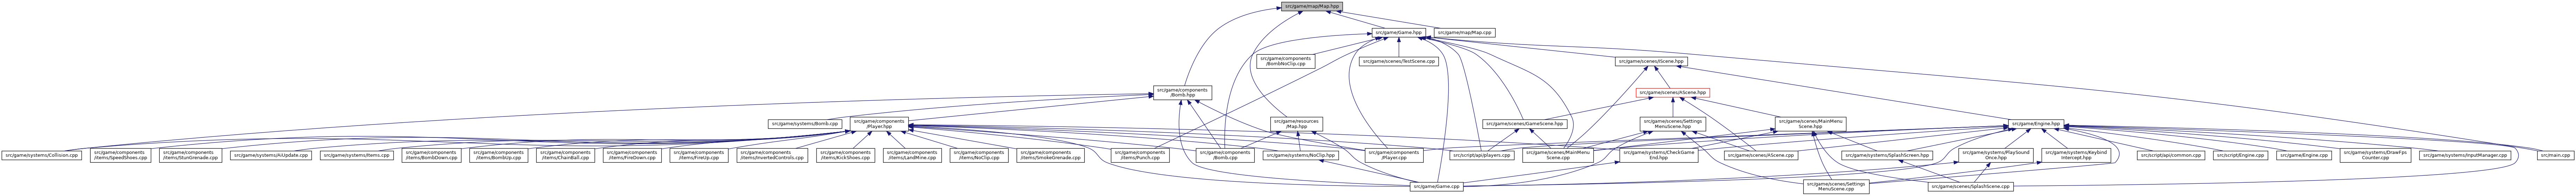 src/game/map/Map.hpp
src/game/Game.hpp
src/game/map/Map.cpp
src/game/components
/BombNoClip.cpp
src/game/scenes/TestScene.cpp
src/game/scenes/IScene.hpp
src/game/components
/Bomb.hpp
src/game/scenes/AScene.hpp
src/game/systems/Bomb.cpp
src/game/components
/Player.hpp
src/game/resources
/Map.hpp
src/game/scenes/GameScene.hpp
src/game/scenes/Settings
MenuScene.hpp
src/game/scenes/MainMenu
Scene.hpp
src/game/Engine.hpp
src/game/systems/Collision.cpp
src/game/components
/items/SpeedShoes.cpp
src/game/components
/items/StunGrenade.cpp
src/game/systems/AiUpdate.cpp
src/game/systems/Items.cpp
src/game/components
/items/BombDown.cpp
src/game/components
/items/BombUp.cpp
src/game/components
/items/ChainBall.cpp
src/game/components
/items/FireDown.cpp
src/game/components
/items/FireUp.cpp
src/game/components
/items/InvertedControls.cpp
src/game/components
/items/KickShoes.cpp
src/game/components
/items/LandMine.cpp
src/game/components
/items/NoClip.cpp
src/game/components
/items/SmokeGrenade.cpp
src/game/components
/items/Punch.cpp
src/game/components
/Bomb.cpp
src/game/systems/NoClip.hpp
src/game/components
/Player.cpp
src/script/api/players.cpp
src/game/scenes/MainMenu
Scene.cpp
src/game/systems/CheckGame
End.hpp
src/game/scenes/AScene.cpp
src/game/systems/SplashScreen.hpp
src/game/systems/PlaySound
Once.hpp
src/game/systems/Keybind
Intercept.hpp
src/script/api/common.cpp
src/script/Engine.cpp
src/game/Engine.cpp
src/game/systems/DrawFps
Counter.cpp
src/game/systems/InputManager.cpp
src/main.cpp
src/game/Game.cpp
src/game/scenes/Settings
MenuScene.cpp
src/game/scenes/SplashScene.cpp